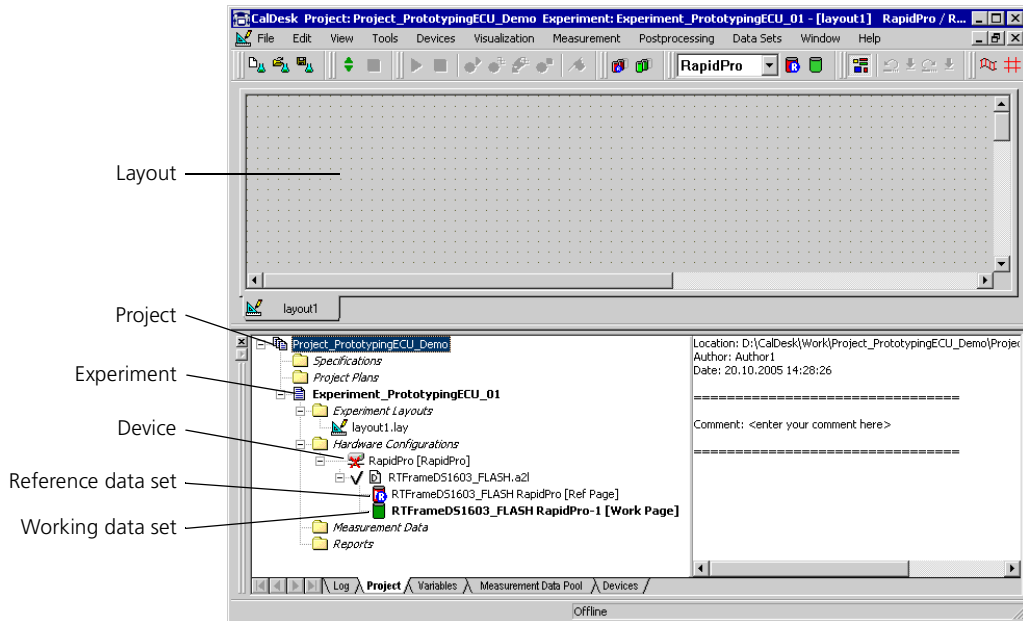 CalDesk Project: Project_PrototypingECU_Demo Experiment: Experiment_PrototypingECU_01 - [layout1] RapidPro / R...
File Edit View Tools Devices Visualization Measurement Postprocessing Data Sets Window Help
RapidPro
Layout
layout1
Project
Project_PrototypingECU_Demo
Location: D:\CalDesk\Work\Project_PrototypingECU_Demo\Projec
Specifications
Author: Author1
Project Plans
Date: 20.10.2005 14:28:26
Experiment
Experiment_PrototypingECU_01
==================================
Experiment Layouts
layout1.lay
Comment: <enter your comment here>
Device
Hardware Configurations
==================================
RapidPro [RapidPro]
RTFrameDS1603_FLASH.a2l
Reference data set
RTFrameDS1603_FLASH RapidPro [Ref Page]
Working data set
RTFrameDS1603_FLASH RapidPro-1 [Work Page]
Measurement Data
Reports
Log Project Variables Measurement Data Pool Devices
Offline